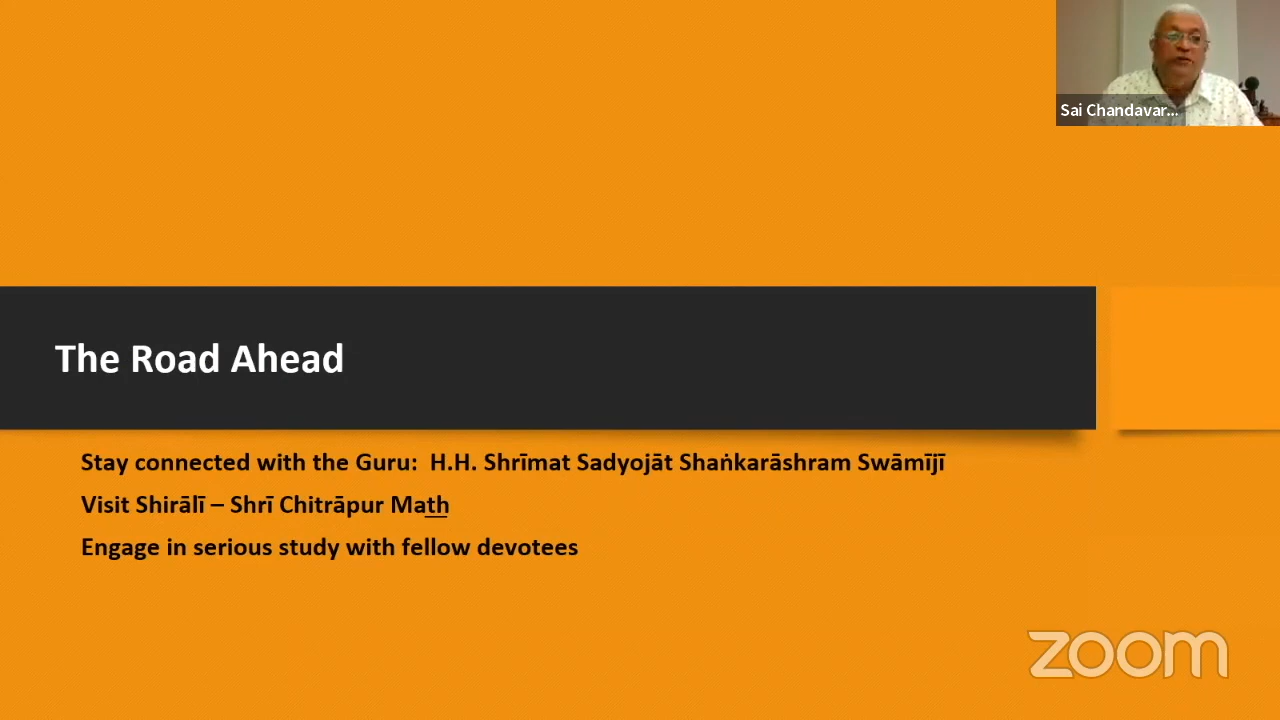 Sai Chandavar...
The Road Ahead
Stay connected with the Guru: H.H. Shrīmat Sadyojāt Shaṅkarāshram Swāmījī
Visit Shirālī – Shrī Chitrāpur Math
Engage in serious study with fellow devotees
zoom